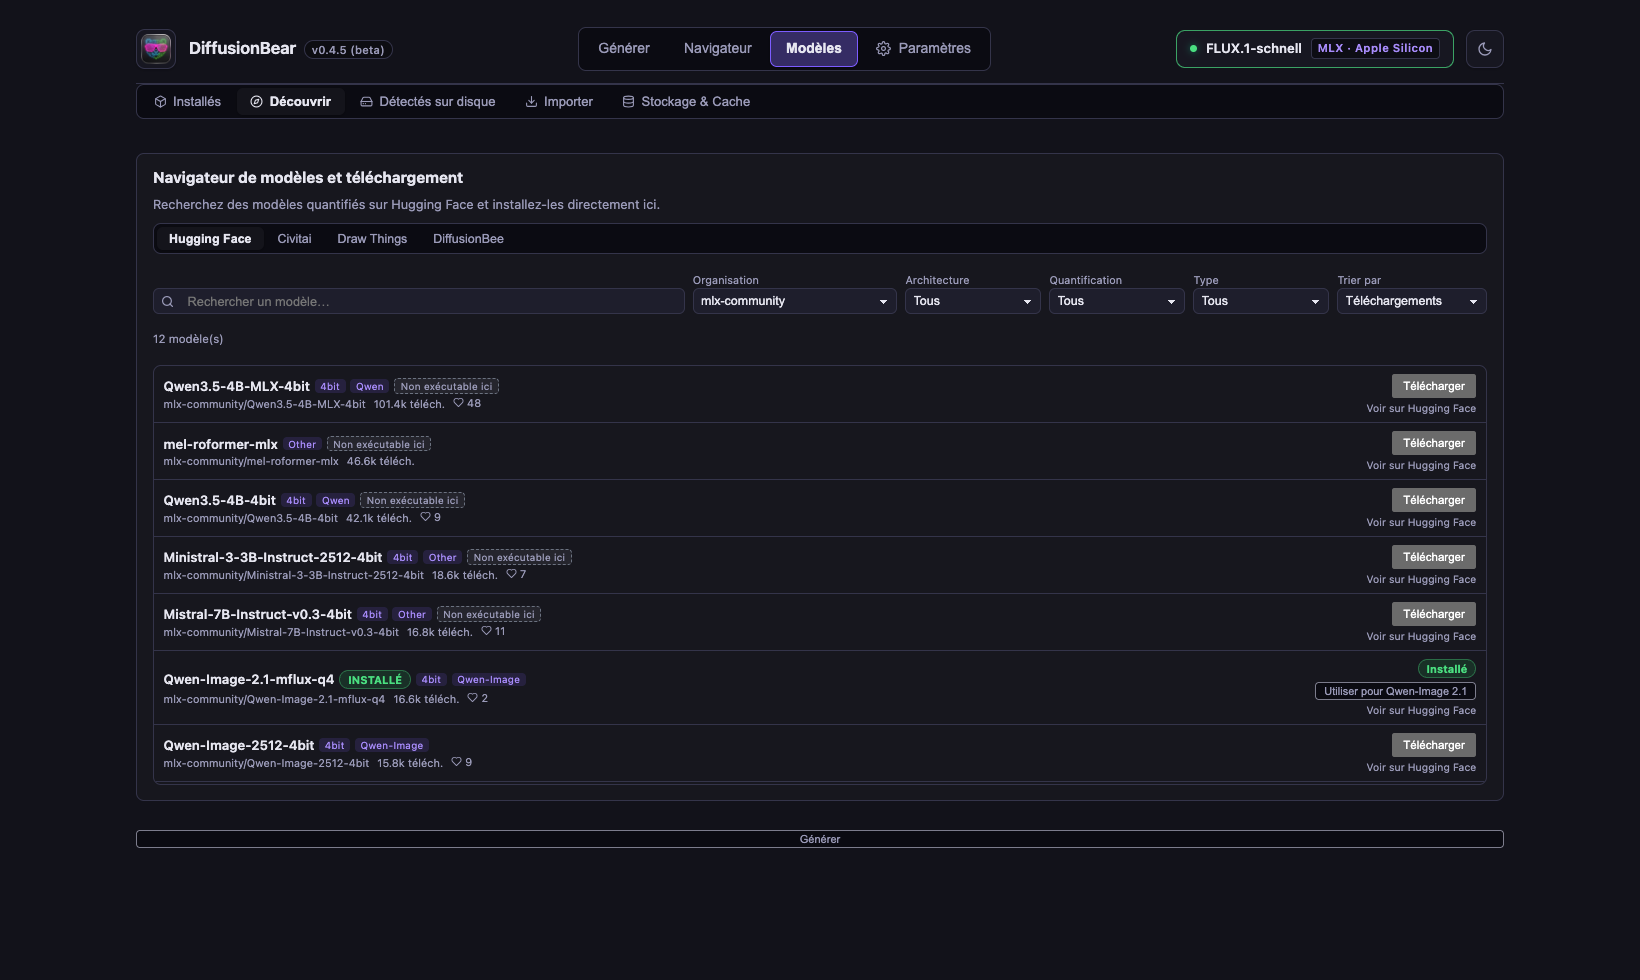 DiffusionBear v0.4.5 (beta)
Générer Navigateur Modèles Paramètres
FLUX.1-schnell MLX · Apple Silicon
Installés Découvrir Détectés sur disque Importer Stockage & Cache
Navigateur de modèles et téléchargement
Recherchez des modèles quantifiés sur Hugging Face et installez-les directement ici.
Hugging Face Civitai Draw Things DiffusionBee
Organisation Architecture Quantification Type Trier par
Rechercher un modèle… mlx-community Tous Tous Tous Téléchargements
12 modèle(s)
Qwen3.5-4B-MLX-4bit 4bit Qwen Non exécutable ici Télécharger
mlx-community/Qwen3.5-4B-MLX-4bit 101.4k téléch. 48 Voir sur Hugging Face
mel-roformer-mlx Other Non exécutable ici Télécharger
mlx-community/mel-roformer-mlx 46.6k téléch. Voir sur Hugging Face
Qwen3.5-4B-4bit 4bit Qwen Non exécutable ici Télécharger
mlx-community/Qwen3.5-4B-4bit 42.1k téléch. 9 Voir sur Hugging Face
Ministral-3-3B-Instruct-2512-4bit 4bit Other Non exécutable ici Télécharger
mlx-community/Ministral-3-3B-Instruct-2512-4bit 18.6k téléch. 7 Voir sur Hugging Face
Mistral-7B-Instruct-v0.3-4bit 4bit Other Non exécutable ici Télécharger
mlx-community/Mistral-7B-Instruct-v0.3-4bit 16.8k téléch. 11 Voir sur Hugging Face
Installé
Qwen-Image-2.1-mflux-q4 INSTALLÉ 4bit Qwen-Image
Utiliser pour Qwen-Image 2.1
mlx-community/Qwen-Image-2.1-mflux-q4 16.6k téléch. 2
Voir sur Hugging Face
Qwen-Image-2512-4bit 4bit Qwen-Image Télécharger
mlx-community/Qwen-Image-2512-4bit 15.8k téléch. 9 Voir sur Hugging Face
Générer